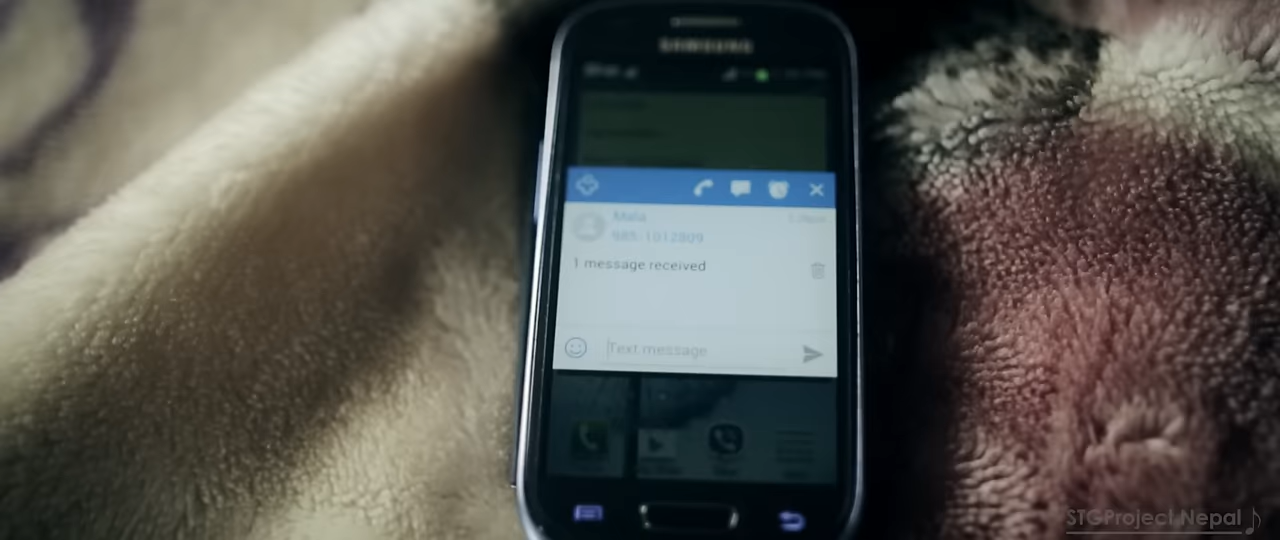 SAMSUNG
Mala
985-1012809
1 message received
Text message
STGProject Nepal